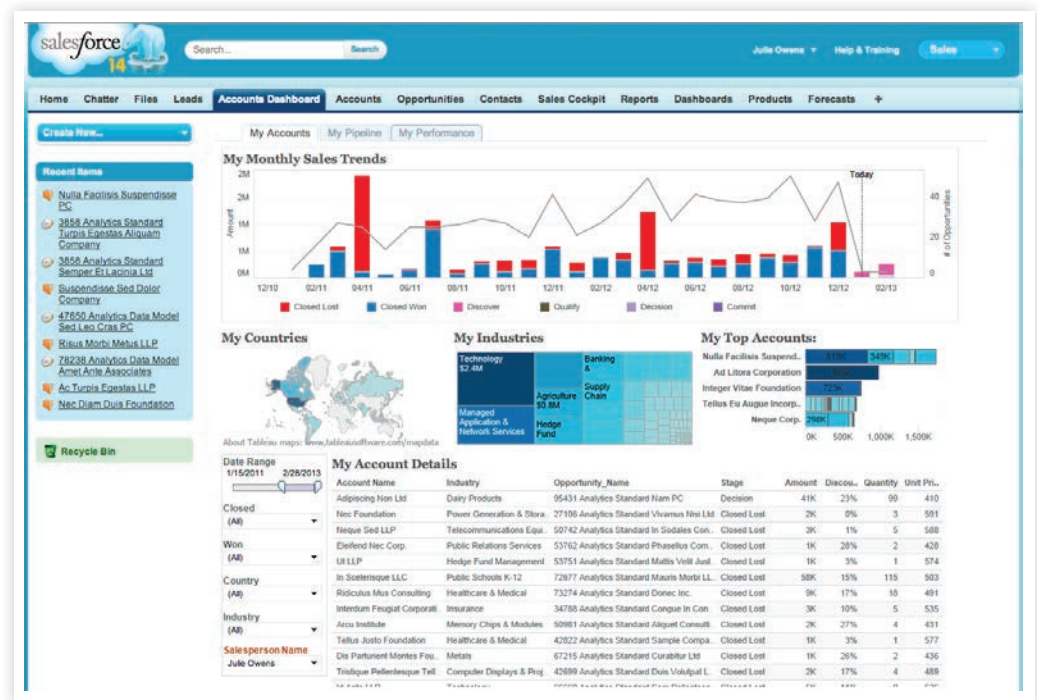 salesforce
14
Search...
Search
Julie Owens
Help & Training
Sales
Home Chatter Files Leads Accounts Dashboard Accounts Opportunities Contacts Sales Cockpit Reports Dashboards Products Forecasts +
Create New...
Recent Items
Nulla Facilisis Suspendisse
PC
3858 Analytics Standard
Turpis Egestas Aliquam
Company
3858 Analytics Standard
Semper Et Lacinia Ltd
Suspendisse Sed Dolor
Company
47650 Analytics Data Model
Sed Leo Cras PC
Risus Morbi Metus LLP
78238 Analytics Data Model
Amet Ante Associates
Ac Turpis Egestas LLP
Nec Diam Duis Foundation
Recycle Bin
My Accounts My Pipeline My Performance
My Monthly Sales Trends
2M
2M
1M
1M
0M
Amount
Today
40
20
0
# of Opportunities
12/10 02/11 04/11 06/11 08/11 10/11 12/11 02/12 04/12 06/12 08/12 10/12 12/12 02/13
Closed Lost Closed Won Discover Qualify Decision Commit
My Countries
About Tableau maps: www.tableausoftware.com/mapdata
My Industries
Technology
$2.4M
Managed
Application &
Network Services
Agriculture
$0.8M
Hedge
Fund
Banking
&
Supply
Chain
My Top Accounts:
Nulla Facilisis Suspend.. 349K
Ad Litora Corporation
Integer Vitae Foundation 723K
Tellus Eu Augue Incorp..
Neque Corp. 298K
0K 500K 1,000K 1,500K
Date Range
1/15/2011 2/28/2013
Closed
(All)
Won
(All)
Country
(All)
Industry
(All)
Salesperson Name
Julie Owens
My Account Details
Account Name Industry Opportunity_Name Stage Amount Discou.. Quantity Unit Pri..
Adipiscing Non Ltd Dairy Products 95431 Analytics Standard Nam PC Decision 41K 23% 99 410
Nec Foundation Power Generation & Stora.. 27106 Analytics Standard Vivamus Nisi Ltd Closed Lost 2K 0% 3 591
Neque Sed LLP Telecommunications Equi.. 50742 Analytics Standard In Sodales Con.. Closed Lost 3K 1% 5 588
Eleifend Nec Corp. Public Relations Services 53762 Analytics Standard Phasellus Com.. Closed Lost 1K 28% 2 428
Ut LLP Hedge Fund Management 53751 Analytics Standard Mattis Velit Just.. Closed Lost 1K 3% 1 574
In Scelerisque LLC Public Schools K-12 72677 Analytics Standard Mauris Morbi LL.. Closed Lost 58K 15% 115 503
Ridiculus Mus Consulting Healthcare & Medical 73274 Analytics Standard Donec Inc. Closed Lost 9K 17% 18 491
Interdum Feugiat Corporati.. Insurance 34788 Analytics Standard Congue In Con.. Closed Lost 3K 10% 5 535
Arcu Institute Memory Chips & Modules 50981 Analytics Standard Aliquet Consulti.. Closed Lost 2K 27% 4 431
Tellus Justo Foundation Healthcare & Medical 42822 Analytics Standard Sample Compa.. Closed Lost 1K 3% 1 577
Dis Parturient Montes Fou.. Metals 67215 Analytics Standard Curabitur Ltd Closed Lost 1K 26% 2 436
Tristique Pellentesque Tell.. Computer Displays & Proj.. 42699 Analytics Standard Duis Volutpat L.. Closed Lost 2K 17% 4 489